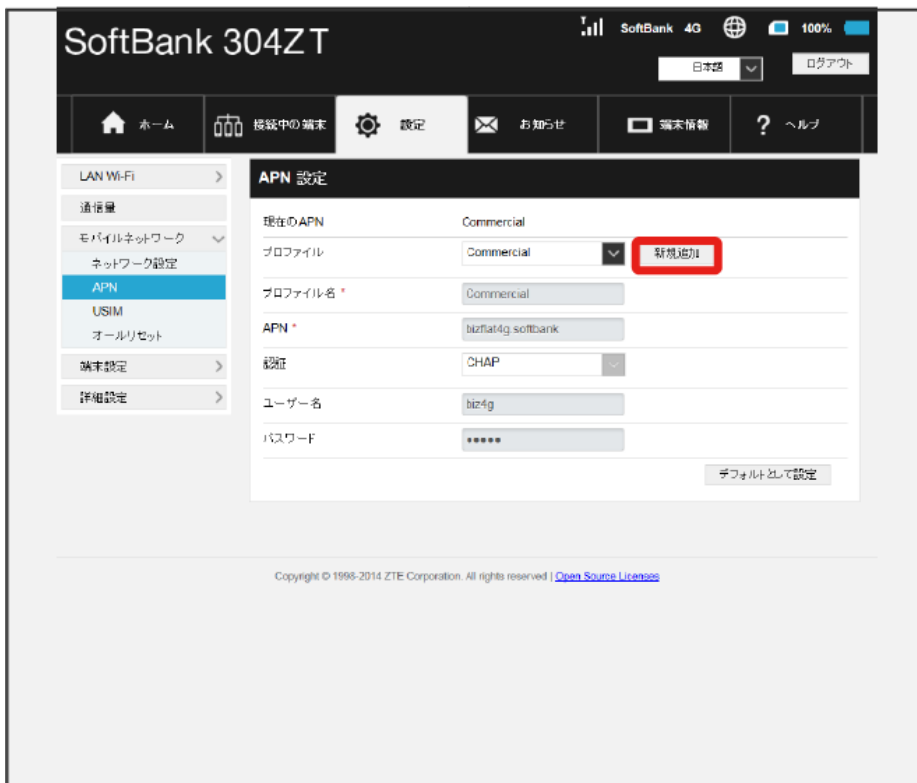 SoftBank 304ZT
SoftBank 4G 100%
日本語 ログアウト
ホーム 接続中の端末 設定 お知らせ 端末情報 ? ヘルプ
LAN Wi-Fi
通信量
モバイルネットワーク
ネットワーク設定
APN
USIM
オールリセット
端末設定
詳細設定
APN 設定
現在のAPN Commercial
プロファイル Commercial 新規追加
プロファイル名 * Commercial
APN * bizflat4g.softbank
認証 CHAP
ユーザー名 biz4g
パスワード •••••
デフォルトとして設定
Copyright © 1998-2014 ZTE Corporation. All rights reserved | Open Source Licenses